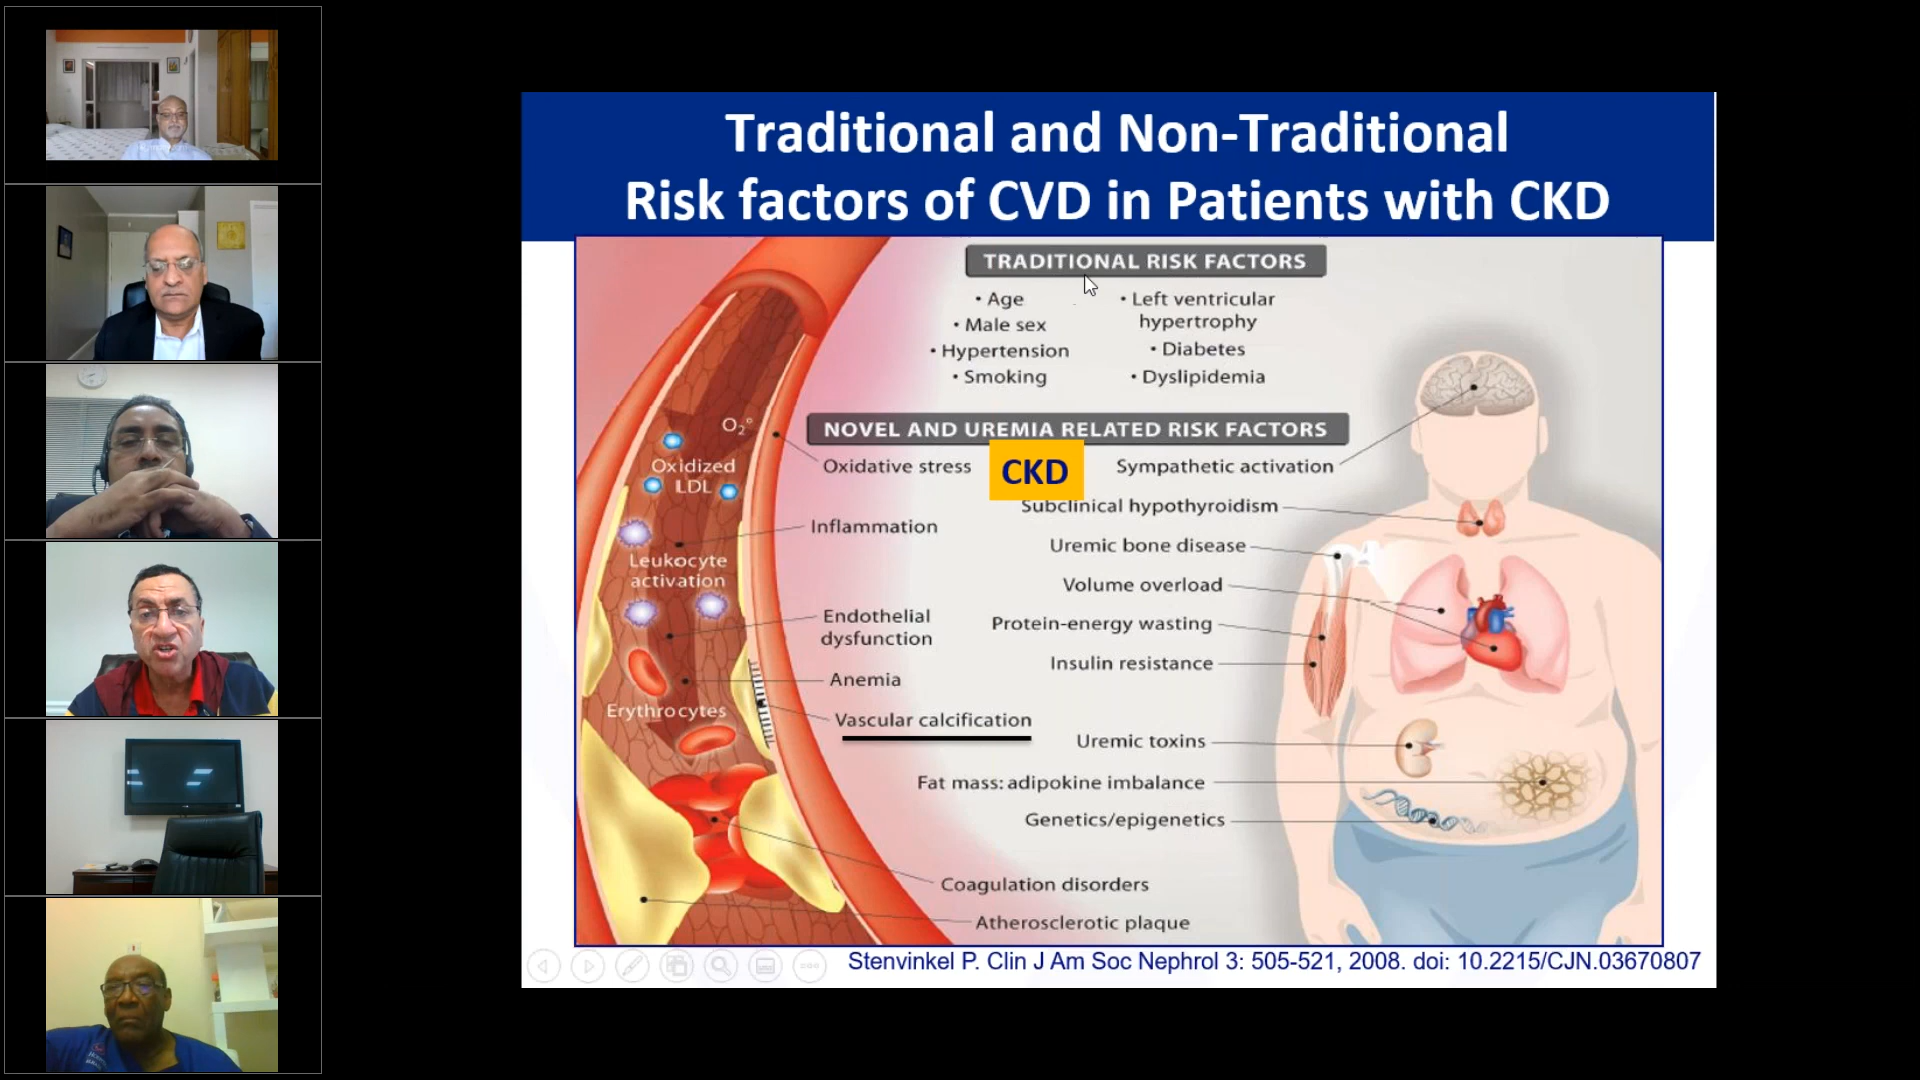 Traditional and Non-Traditional
Risk factors of CVD in Patients with CKD
TRADITIONAL RISK FACTORS
• Age
• Male sex
• Hypertension
• Smoking
• Left ventricular
hypertrophy
• Diabetes
• Dyslipidemia
NOVEL AND UREMIA RELATED RISK FACTORS
CKD
O₂°
Oxidized
LDL
Leukocyte
activation
Erythrocytes
Oxidative stress
Inflammation
Endothelial
dysfunction
Anemia
Vascular calcification
Sympathetic activation
Subclinical hypothyroidism
Uremic bone disease
Volume overload
Protein-energy wasting
Insulin resistance
Uremic toxins
Fat mass: adipokine imbalance
Genetics/epigenetics
Coagulation disorders
Atherosclerotic plaque
Stenvinkel P. Clin J Am Soc Nephrol 3: 505-521, 2008. doi: 10.2215/CJN.03670807